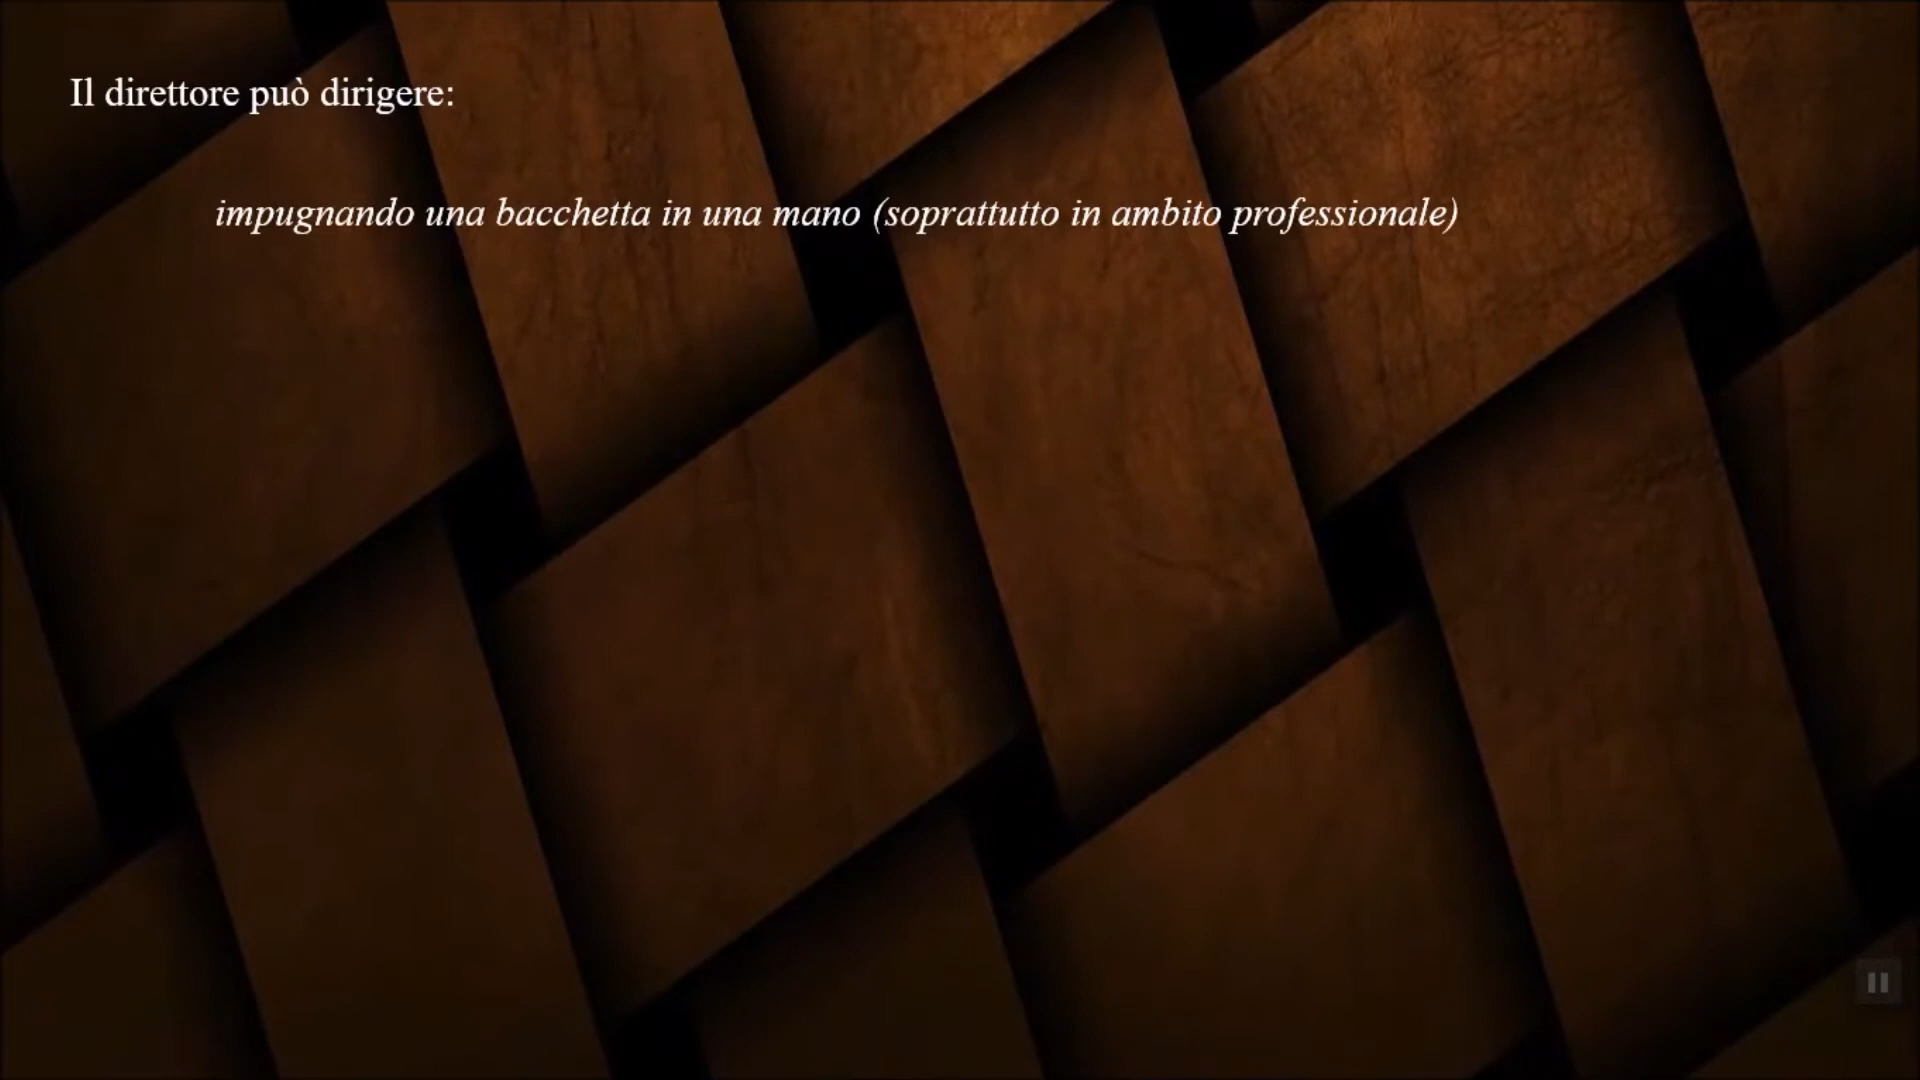 Il direttore può dirigere:
impugnando una bacchetta in una mano (soprattutto in ambito professionale)